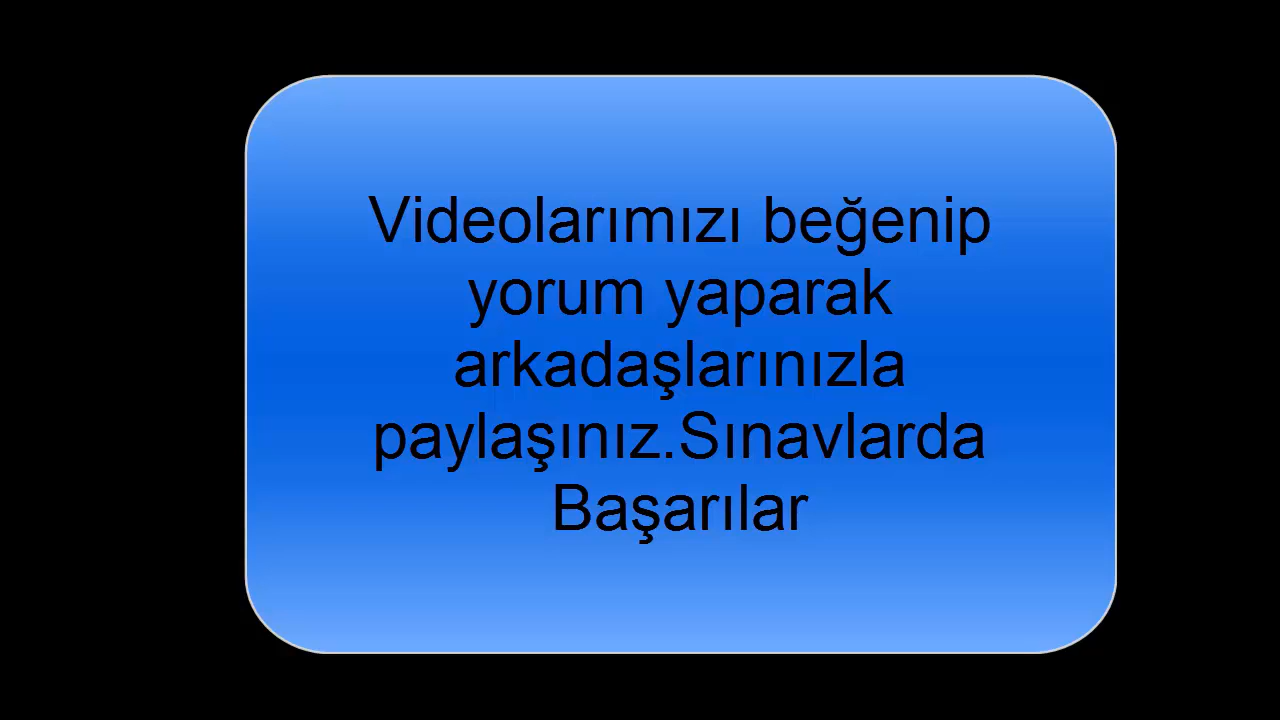 Videolarımızı beğenip
yorum yaparak
arkadaşlarınızla
paylaşınız.Sınavlarda
Başarılar